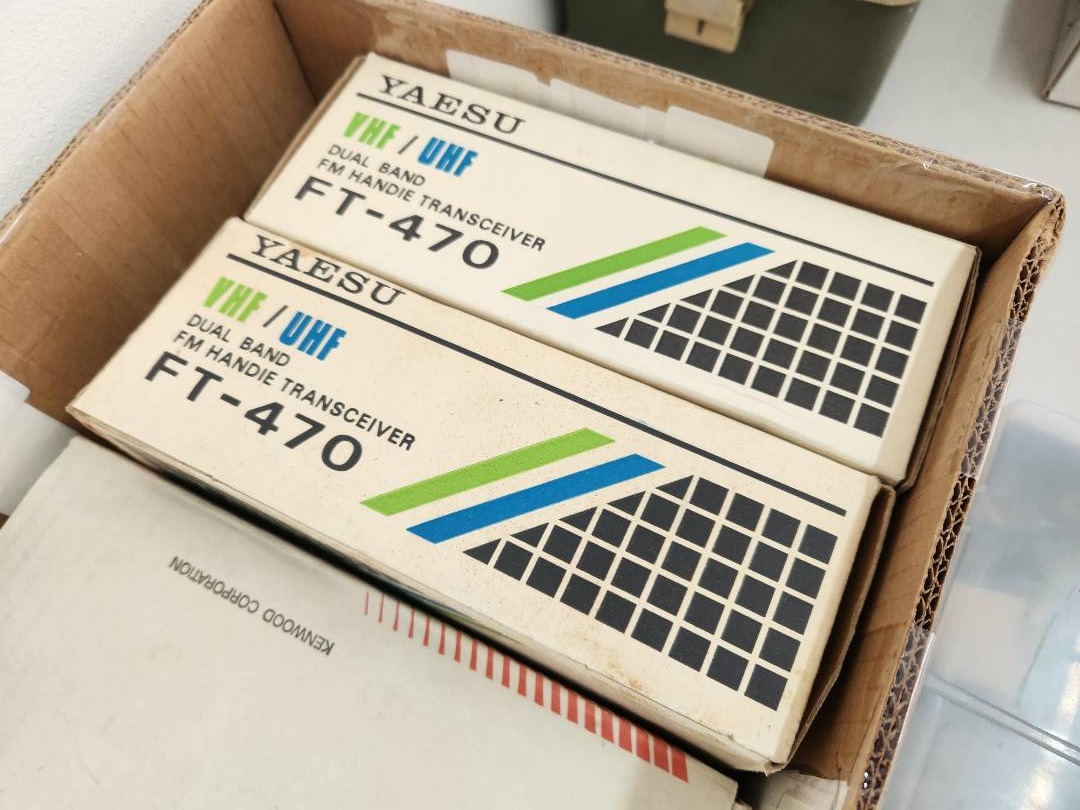 YAESU
VHF / UHF
DUAL BAND
FM HANDIE TRANSCEIVER
FT-470
YAESU
VHF / UHF
DUAL BAND
FM HANDIE TRANSCEIVER
FT-470
KENWOOD CORPORATION